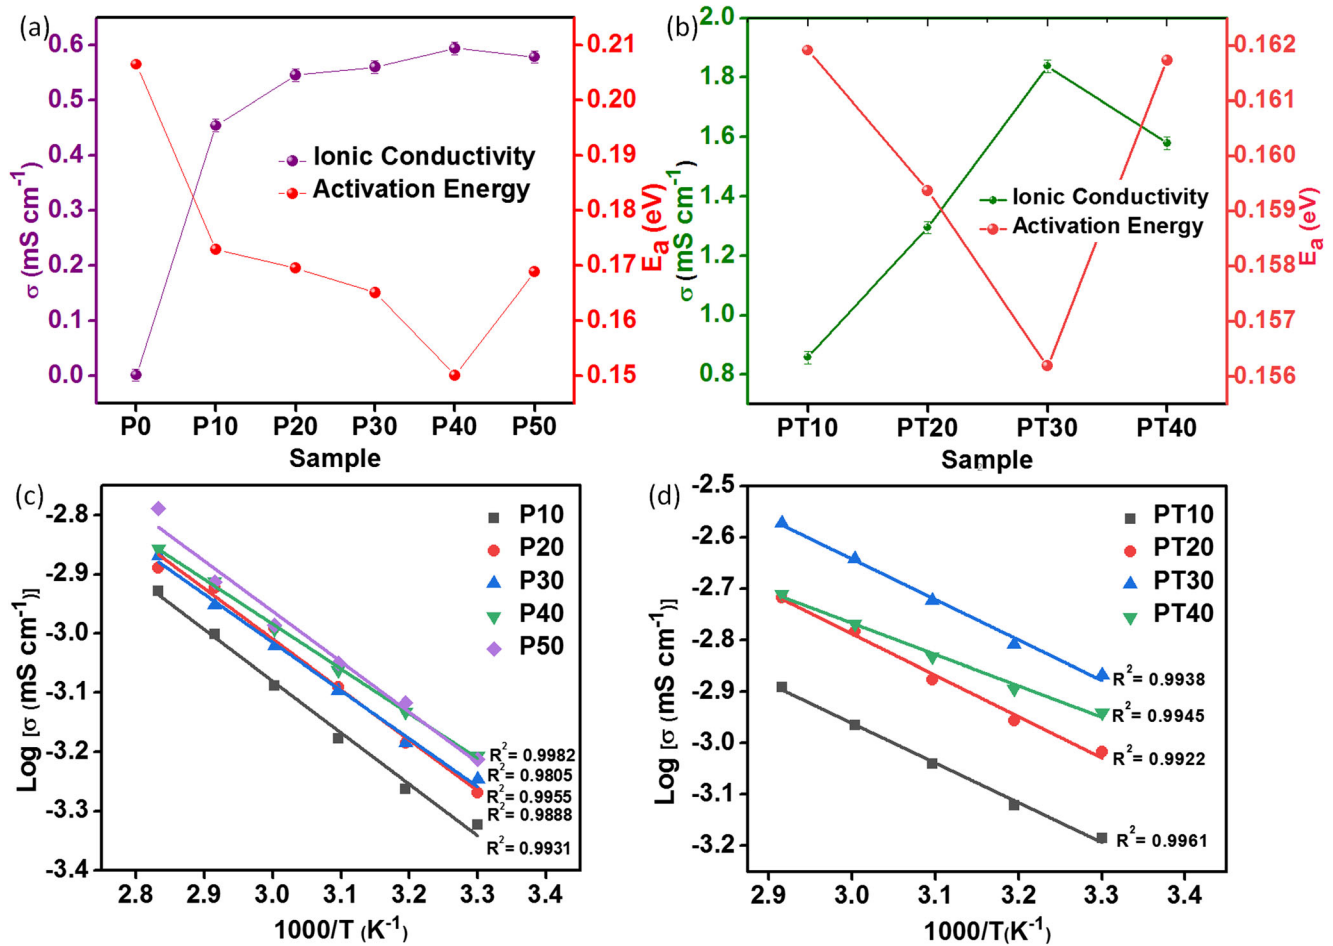 (a)
0.6
0.5
0.4
0.3
0.2
0.1
0.0
σ (mS cm-1)
0.21
0.20
0.19
0.18
0.17
0.16
0.15
Ea (eV)
Ionic Conductivity
Activation Energy
P0 P10 P20 P30 P40 P50
Sample
(b)
2.0
1.8
1.6
1.4
1.2
1.0
0.8
σ (mS cm-1)
0.162
0.161
0.160
0.159
0.158
0.157
0.156
Ea (eV)
Ionic Conductivity
Activation Energy
PT10 PT20 PT30 PT40
Sample
(c)
-2.8
-2.9
-3.0
-3.1
-3.2
-3.3
-3.4
Log [σ (mS cm-1)]
P10
P20
P30
P40
P50
R2= 0.9982
R2= 0.9805
R2= 0.9955
R2= 0.9888
R2= 0.9931
2.8 2.9 3.0 3.1 3.2 3.3 3.4
1000/T (K-1)
(d)
-2.5
-2.6
-2.7
-2.8
-2.9
-3.0
-3.1
-3.2
Log [σ (mS cm-1)]
PT10
PT20
PT30
PT40
R2= 0.9938
R2= 0.9945
R2= 0.9922
R2= 0.9961
2.9 3.0 3.1 3.2 3.3 3.4
1000/T(K-1)